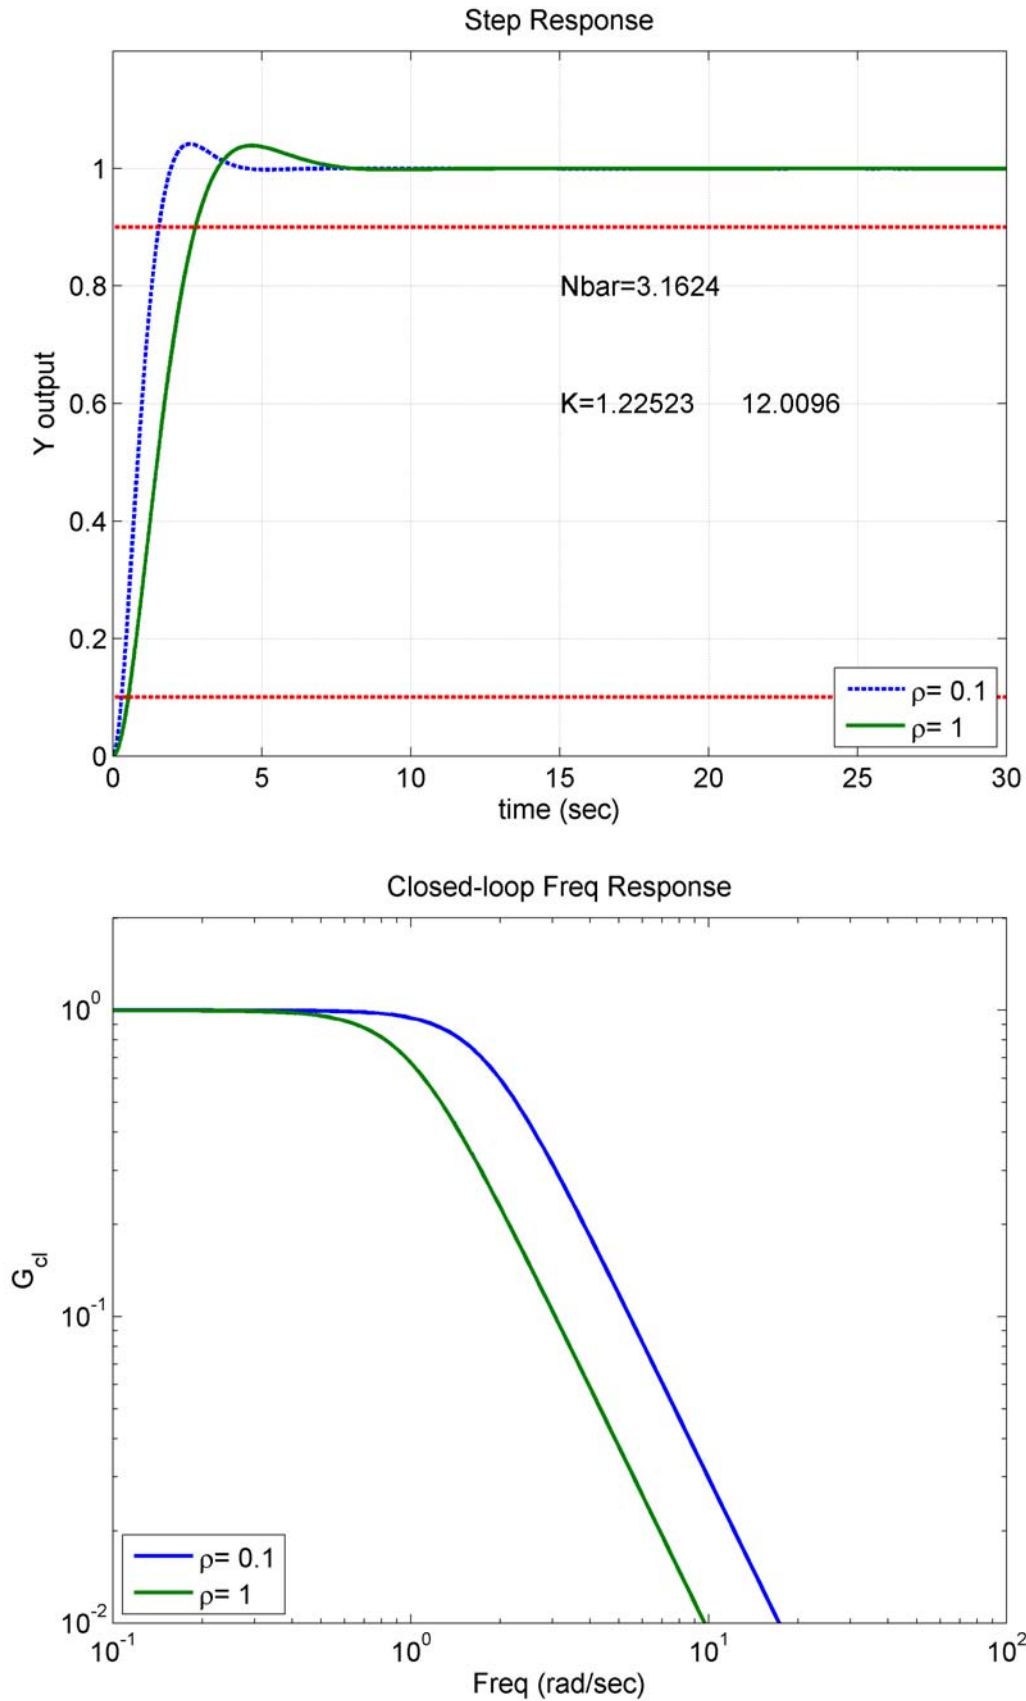 Step Response
1
0.8
0.6
0.4
0.2
0
Y output
Nbar=3.1624
K=1.22523 12.0096
ρ= 0.1
ρ= 1
0 5 10 15 20 25 30
time (sec)
Closed-loop Freq Response
10^0
10^-1
10^-2
G_cl
ρ= 0.1
ρ= 1
10^-1 10^0 10^1 10^2
Freq (rad/sec)